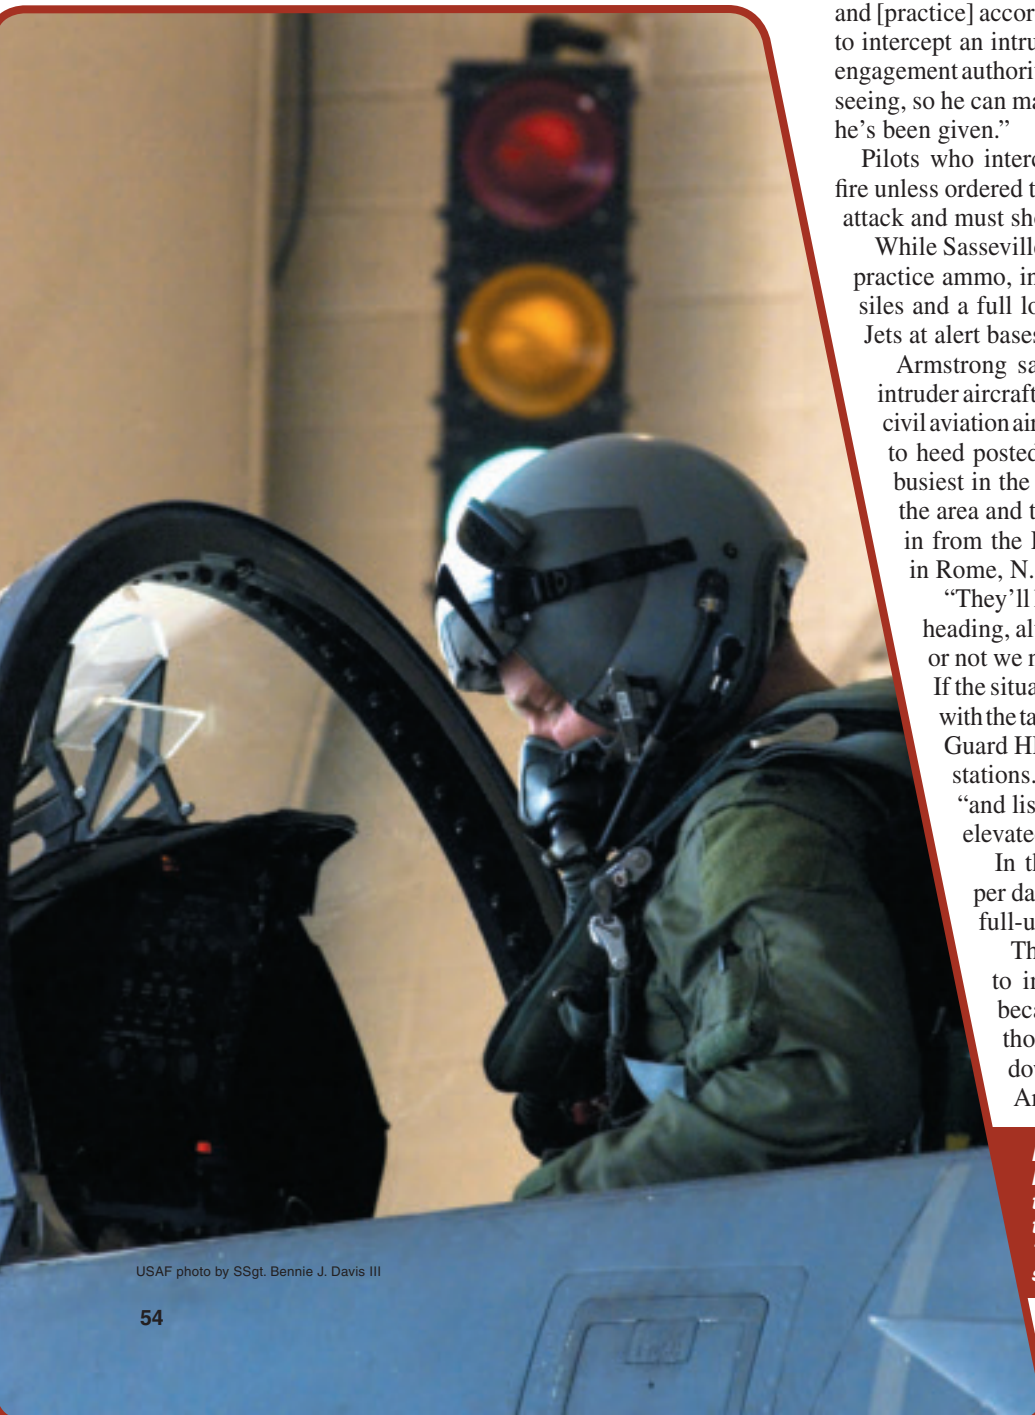 and [practice] accor
to intercept an intru
engagement authori
seeing, so he can ma
he's been given.”
Pilots who interc
fire unless ordered t
attack and must sho
While Sasseville
practice ammo, in
siles and a full lo
Jets at alert bases
Armstrong sa
intruder aircraft
civil aviation air
to heed posted
busiest in the
the area and t
in from the
in Rome, N.
“They’ll
heading, al
or not we
If the situa
with the ta
Guard
stations.
“and lis
elevate
In th
per da
full-u
Th
to in
beca
tho
do
A
USAF photo by SSgt. Bennie J. Davis III
54